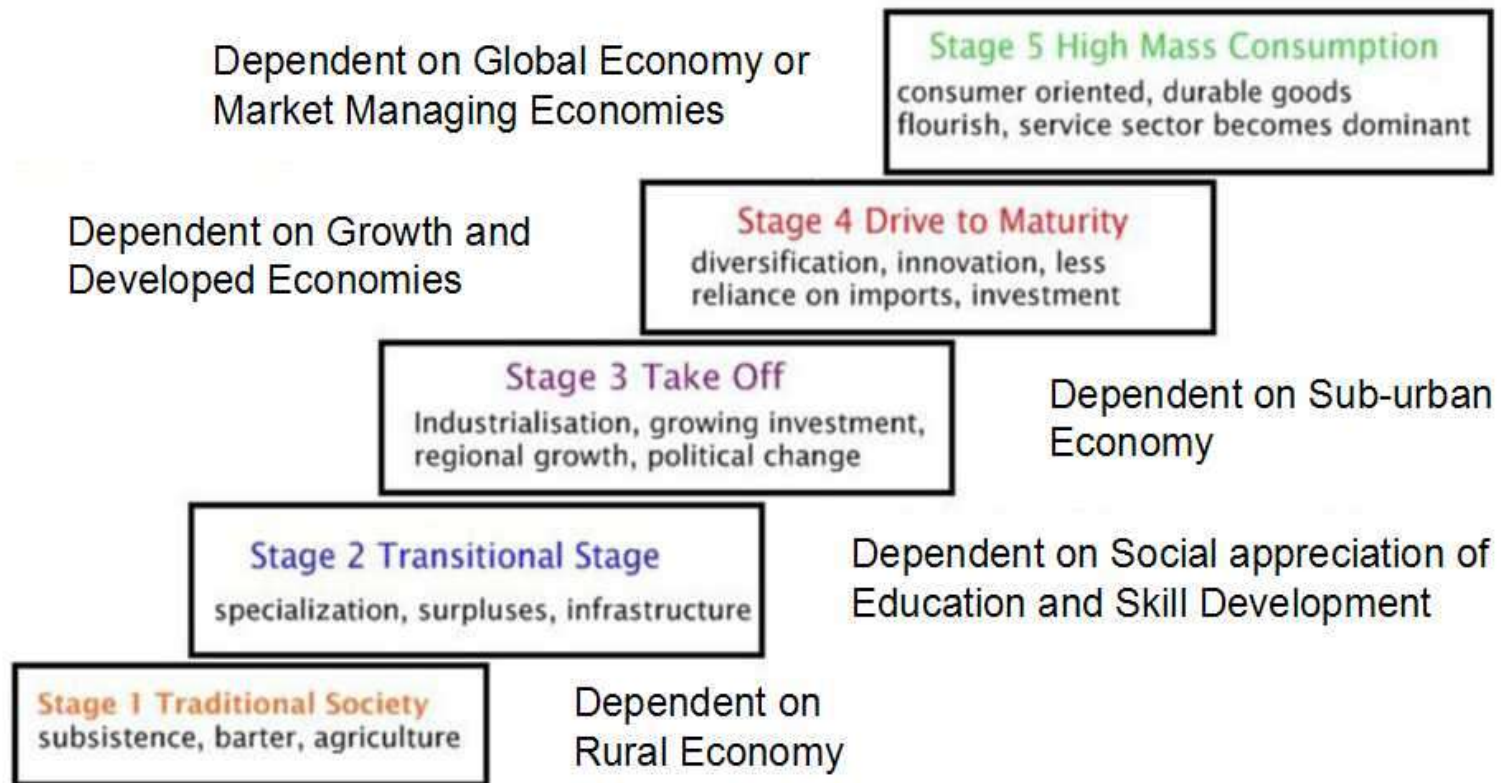 Dependent on Global Economy or
Market Managing Economies
Stage 5 High Mass Consumption
consumer oriented, durable goods
flourish, service sector becomes dominant
Dependent on Growth and
Developed Economies
Stage 4 Drive to Maturity
diversification, innovation, less
reliance on imports, investment
Stage 3 Take Off
Industrialisation, growing investment,
regional growth, political change
Dependent on Sub-urban
Economy
Stage 2 Transitional Stage
specialization, surpluses, infrastructure
Dependent on Social appreciation of
Education and Skill Development
Stage 1 Traditional Society
subsistence, barter, agriculture
Dependent on
Rural Economy